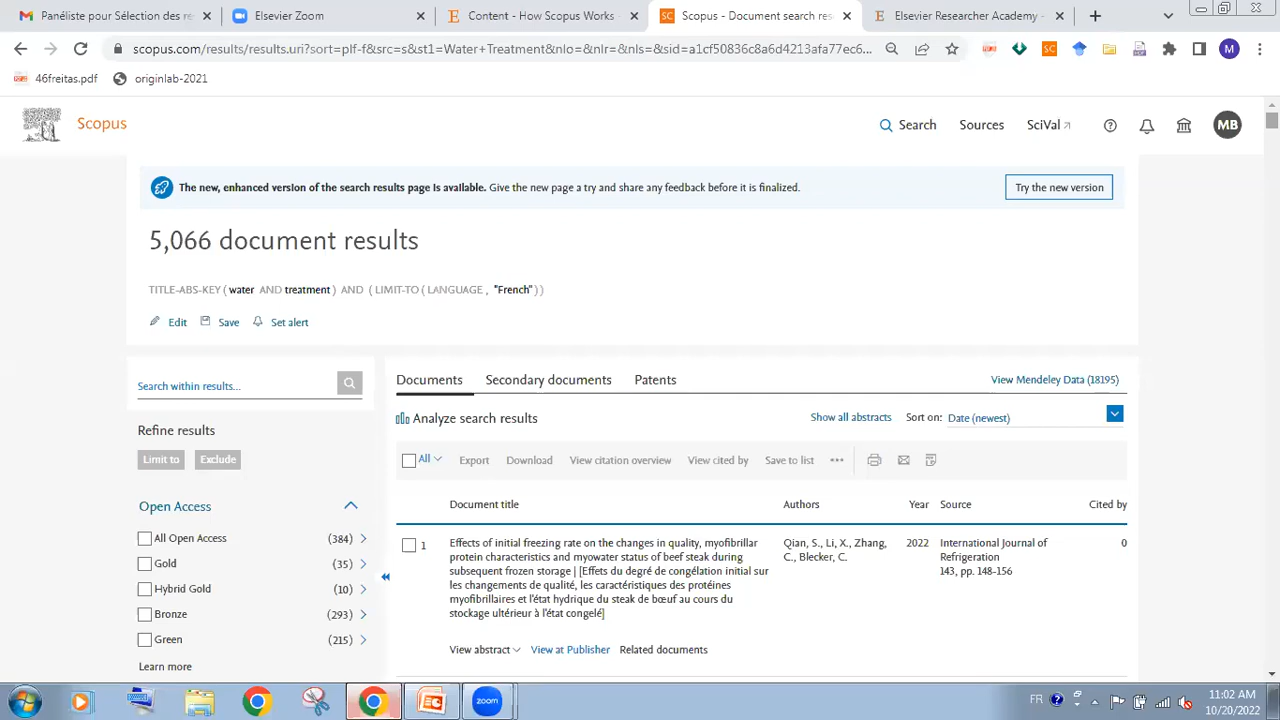 Panéliste pour Sélection des re
Elsevier Zoom
Content - How Scopus Works -
Scopus - Document search res
Elsevier Researcher Academy -
scopus.com/results/results.uri?sort=plf-f&src=s&st1=Water+Treatment&nlo=&nlr=&nls=&sid=a1cf50836c8a6d4213afa77ec6...
M
46freitas.pdf
originlab-2021
Scopus
Search
Sources
SciVal
MB
The new, enhanced version of the search results page is available. Give the new page a try and share any feedback before it is finalized.
Try the new version
5,066 document results
TITLE-ABS-KEY ( water AND treatment ) AND ( LIMIT-TO ( LANGUAGE , "French" ) )
Edit
Save
Set alert
Search within results...
Refine results
Limit to
Exclude
Open Access
All Open Access (384)
Gold (35)
Hybrid Gold (10)
Bronze (293)
Green (215)
Learn more
Documents
Secondary documents
Patents
View Mendeley Data (18195)
Analyze search results
Show all abstracts
Sort on: Date (newest)
All
Export
Download
View citation overview
View cited by
Save to list
Document title
Authors
Year
Source
Cited by
1
Effects of initial freezing rate on the changes in quality, myofibrillar
protein characteristics and myowater status of beef steak during
subsequent frozen storage | [Effets du degré de congélation initial sur
les changements de qualité, les caractéristiques des protéines
myofibrillaires et l'état hydrique du steak de bœuf au cours du
stockage ultérieur à l'état congelé]
Qian, S., Li, X., Zhang,
C., Blecker, C.
2022
International Journal of
Refrigeration
143, pp. 148-156
0
View abstract
View at Publisher
Related documents
zoom
FR
11:02 AM
10/20/2022